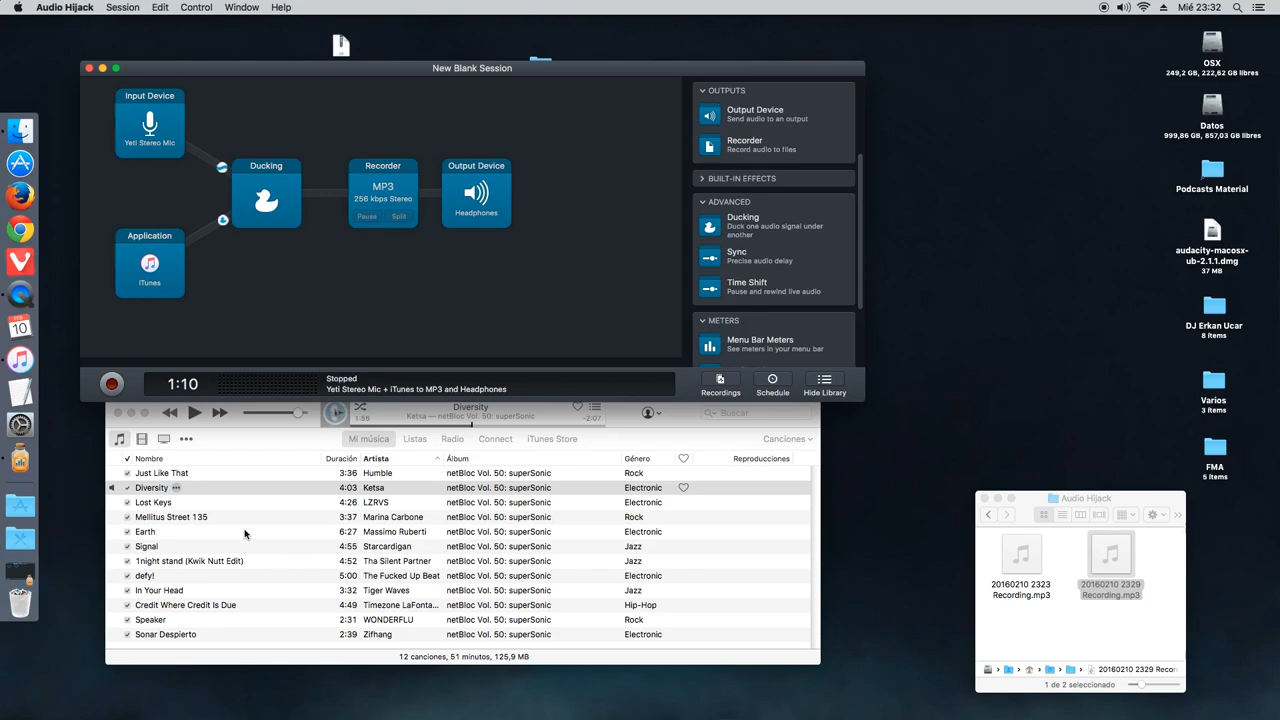 Audio Hijack Session Edit Control Window Help Mié 23:32
New Blank Session
Input Device
Yeti Stereo Mic
Application
iTunes
Ducking
Recorder
MP3
256 kbps Stereo
Pause Split
Output Device
Headphones
OUTPUTS
Output Device
Send audio to an output
Recorder
Record audio to files
BUILT-IN EFFECTS
ADVANCED
Ducking
Duck one audio signal under
another
Sync
Precise audio delay
Time Shift
Pause and rewind live audio
METERS
Menu Bar Meters
See meters in your menu bar
1:10
Stopped
Yeti Stereo Mic + iTunes to MP3 and Headphones
Recordings Schedule Hide Library
Diversity
1:56 Ketsa — netBloc Vol. 50: superSonic -2:07
Buscar
Mi música Listas Radio Connect iTunes Store Canciones
Nombre Duración Artista Álbum Género Reproducciones
Just Like That 3:36 Humble netBloc Vol. 50: superSonic Rock
Diversity 4:03 Ketsa netBloc Vol. 50: superSonic Electronic
Lost Keys 4:26 LZRVS netBloc Vol. 50: superSonic Electronic
Mellitus Street 135 3:37 Marina Carbone netBloc Vol. 50: superSonic Rock
Earth 6:27 Massimo Ruberti netBloc Vol. 50: superSonic Electronic
Signal 4:55 Starcardigan netBloc Vol. 50: superSonic Jazz
1night stand (Kwik Nutt Edit) 4:52 Tha Silent Partner netBloc Vol. 50: superSonic Jazz
defy! 5:00 The Fucked Up Beat netBloc Vol. 50: superSonic Electronic
In Your Head 3:32 Tiger Waves netBloc Vol. 50: superSonic Rock
Credit Where Credit Is Due 4:49 Timezone LaFonta... netBloc Vol. 50: superSonic Hip-Hop
Speaker 2:31 WONDERFLU netBloc Vol. 50: superSonic Rock
Sonar Despierto 2:39 Zifhang netBloc Vol. 50: superSonic Electronic
12 canciones, 51 minutos, 125,9 MB
OSX
249,2 GB, 222,62 GB libres
Datos
999,86 GB, 857,03 GB libres
Podcasts Material
audacity-macosx-
ub-2.1.1.dmg
37 MB
DJ Erkan Ucar
8 ítems
Varios
3 ítems
FMA
5 ítems
Audio Hijack
20160210 2323
Recording.mp3
20160210 2329
Recording.mp3
20160210 2329 Recor
1 de 2 seleccionado
FEB
10